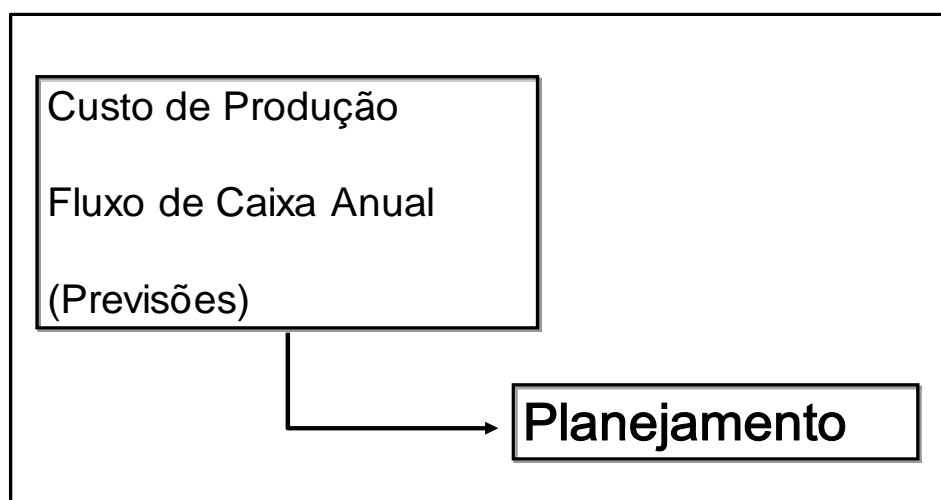 Custo de Produção
Fluxo de Caixa Anual
(Previsões)
Planejamento